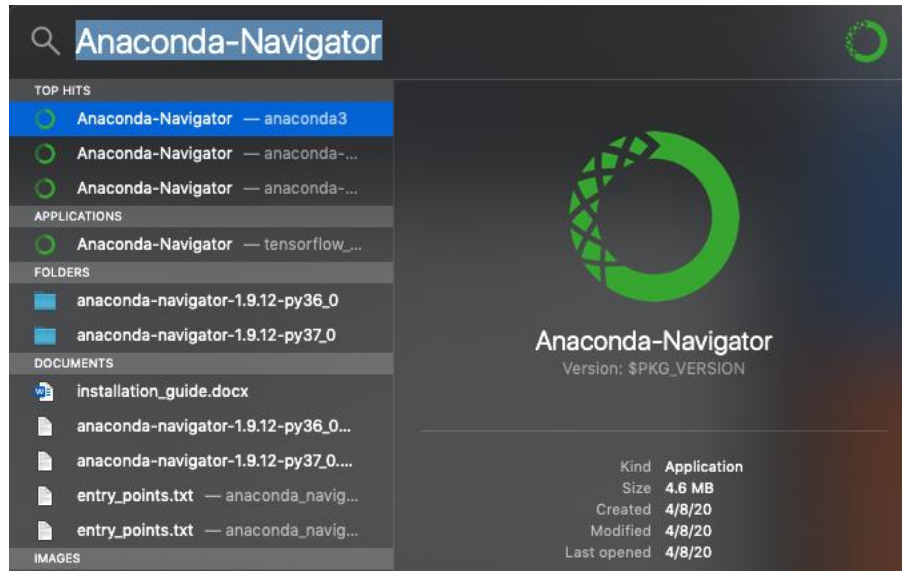 Anaconda-Navigator
TOP HITS
Anaconda-Navigator — anaconda3
Anaconda-Navigator — anaconda-...
Anaconda-Navigator — anaconda-...
APPLICATIONS
Anaconda-Navigator — tensorflow_...
FOLDERS
anaconda-navigator-1.9.12-py36_0
anaconda-navigator-1.9.12-py37_0
DOCUMENTS
installation_guide.docx
anaconda-navigator-1.9.12-py36_0...
anaconda-navigator-1.9.12-py37_0....
entry_points.txt — anaconda_navig...
entry_points.txt — anaconda_navig...
IMAGES
Anaconda-Navigator
Version: $PKG_VERSION
Kind Application
Size 4.6 MB
Created 4/8/20
Modified 4/8/20
Last opened 4/8/20